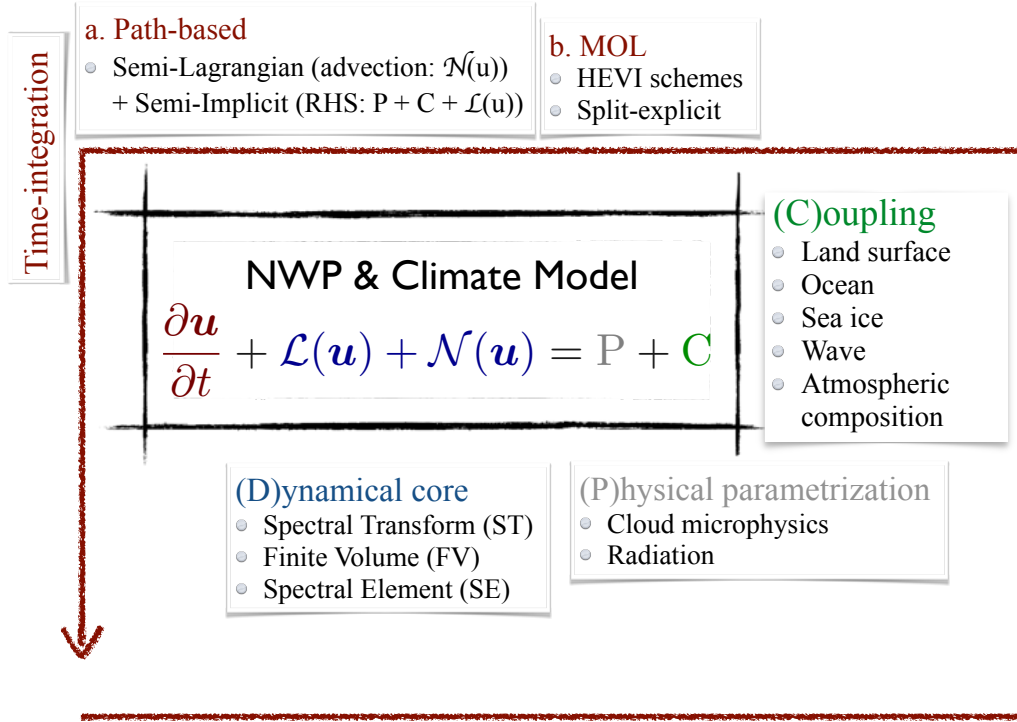 Time-integration
a. Path-based
Semi-Lagrangian (advection: 𝒩(u))
+ Semi-Implicit (RHS: P + C + ℒ(u))
b. MOL
HEVI schemes
Split-explicit
NWP & Climate Model
∂𝒖/∂t + ℒ(𝒖) + 𝒩(𝒖) = P + C
(C)oupling
Land surface
Ocean
Sea ice
Wave
Atmospheric
composition
(D)ynamical core
Spectral Transform (ST)
Finite Volume (FV)
Spectral Element (SE)
(P)hysical parametrization
Cloud microphysics
Radiation